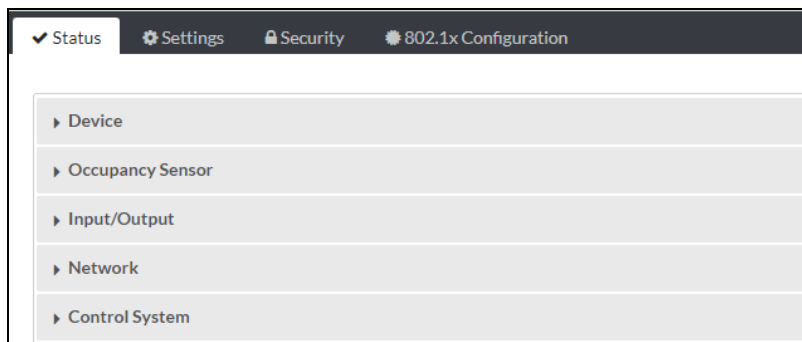 Status Settings Security 802.1x Configuration
Device
Occupancy Sensor
Input/Output
Network
Control System